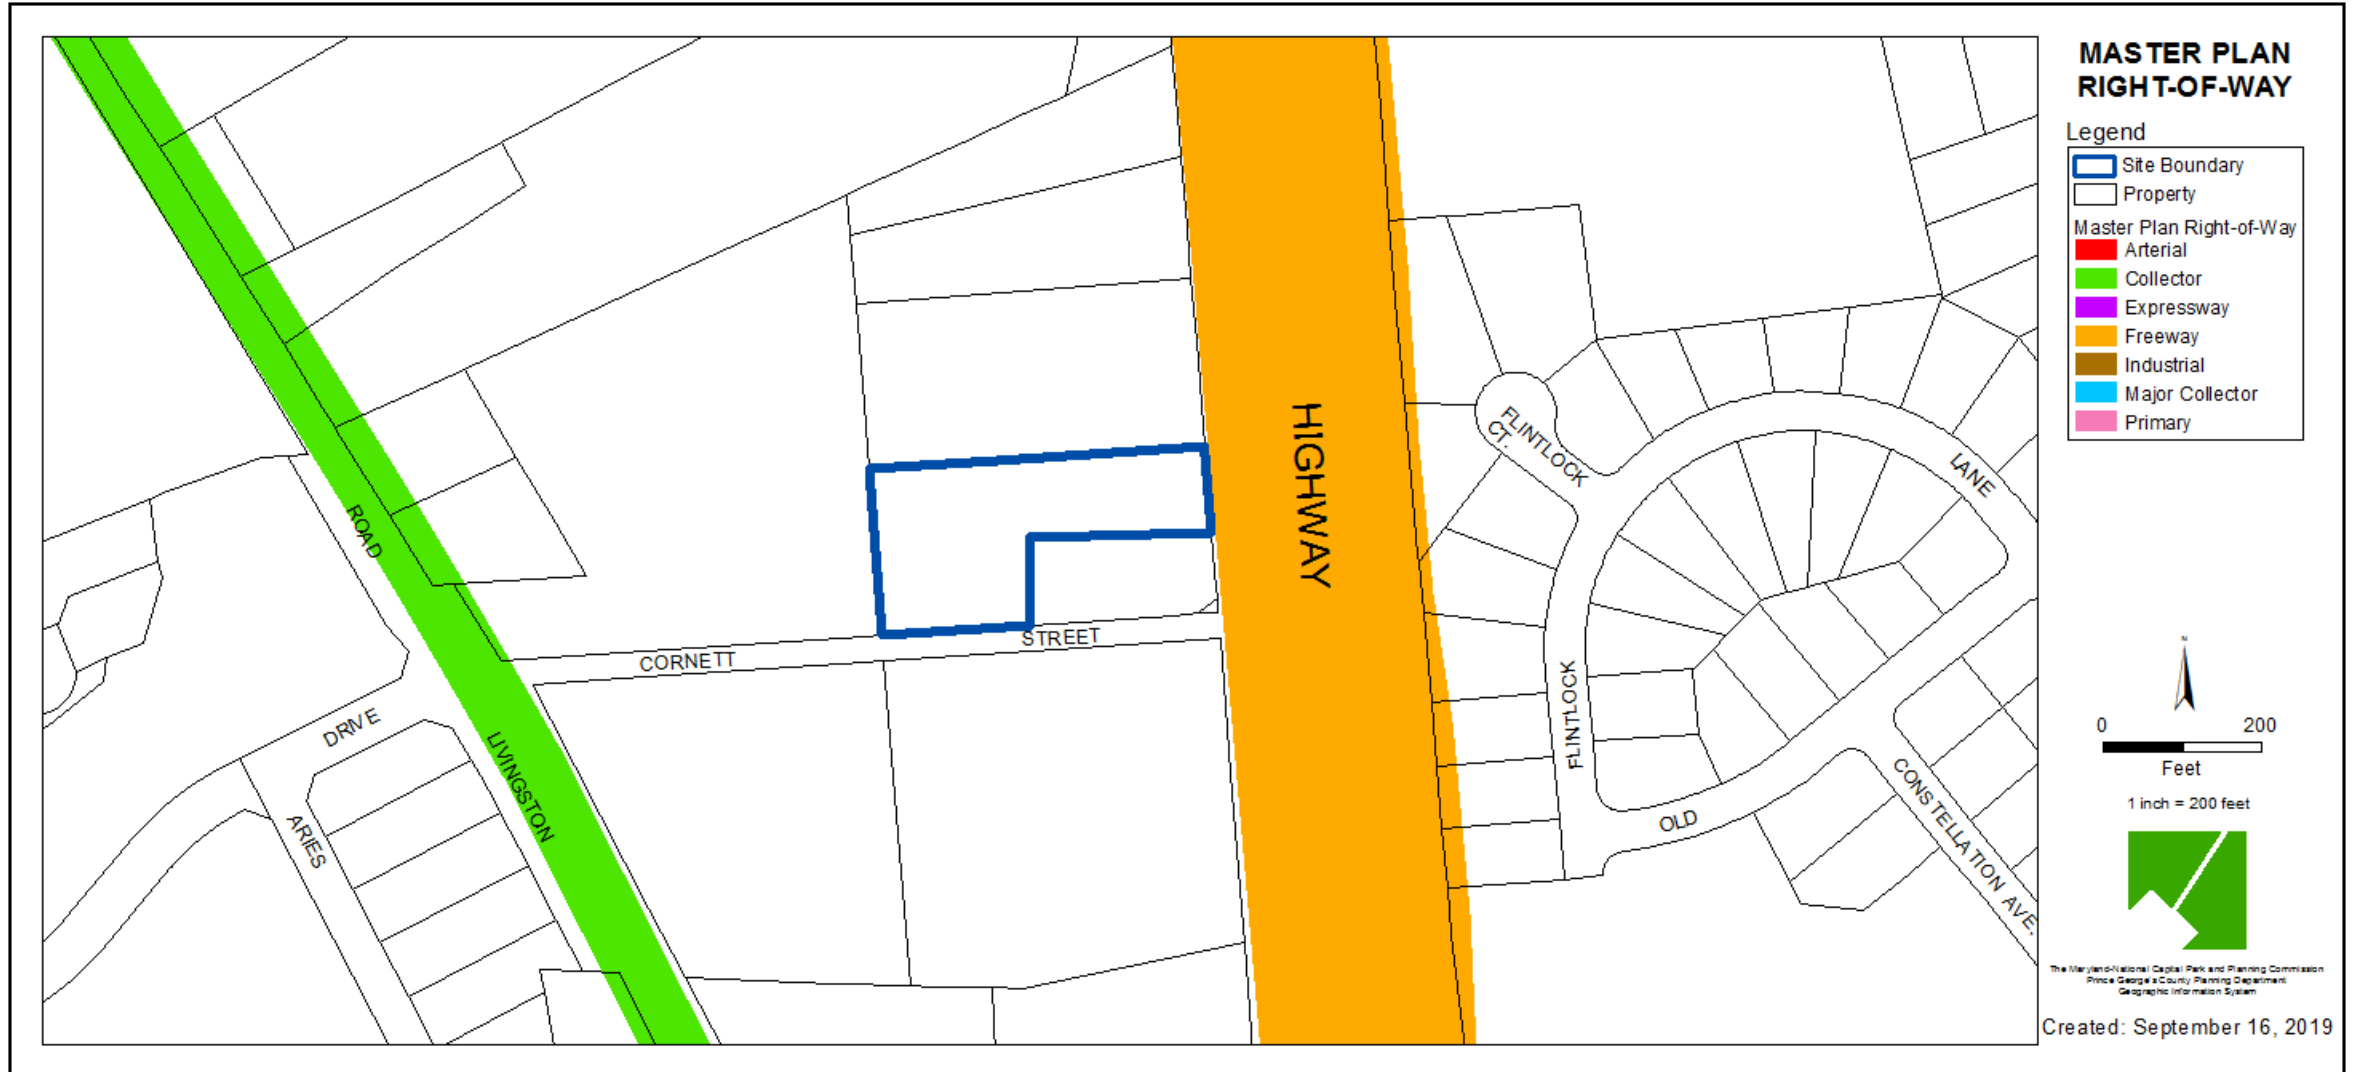 MASTER PLAN
RIGHT-OF-WAY
Legend
Site Boundary
Property
Master Plan Right-of-Way
Arterial
Collector
Expressway
Freeway
Industrial
Major Collector
Primary
N
0 200
Feet
1 inch = 200 feet
The Maryland-National Capital Park and Planning Commission
Prince George's County Planning Department
Geographic Information System
Created: September 16, 2019
ROAD
LIVINGSTON
DRIVE
ARIES
CORNETT
STREET
HIGHWAY
FLINTLOCK
CT.
LANE
FLINTLOCK
OLD
CONSTELLATION AVE.